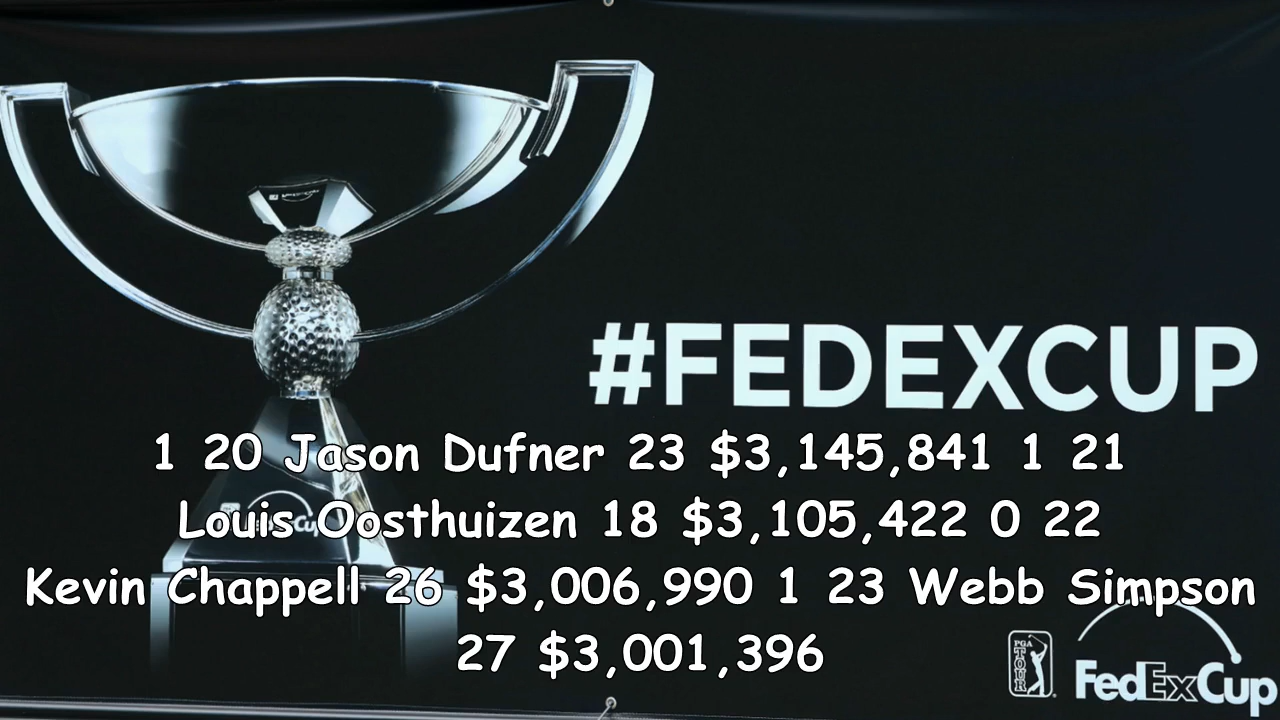 #FEDEXCUP
1 20 Jason Dufner 23 $3,145,841 1 21
Louis Oosthuizen 18 $3,105,422 0 22
Kevin Chappell 26 $3,006,990 1 23 Webb Simpson
27 $3,001,396
PGA
TOUR
FedExCup